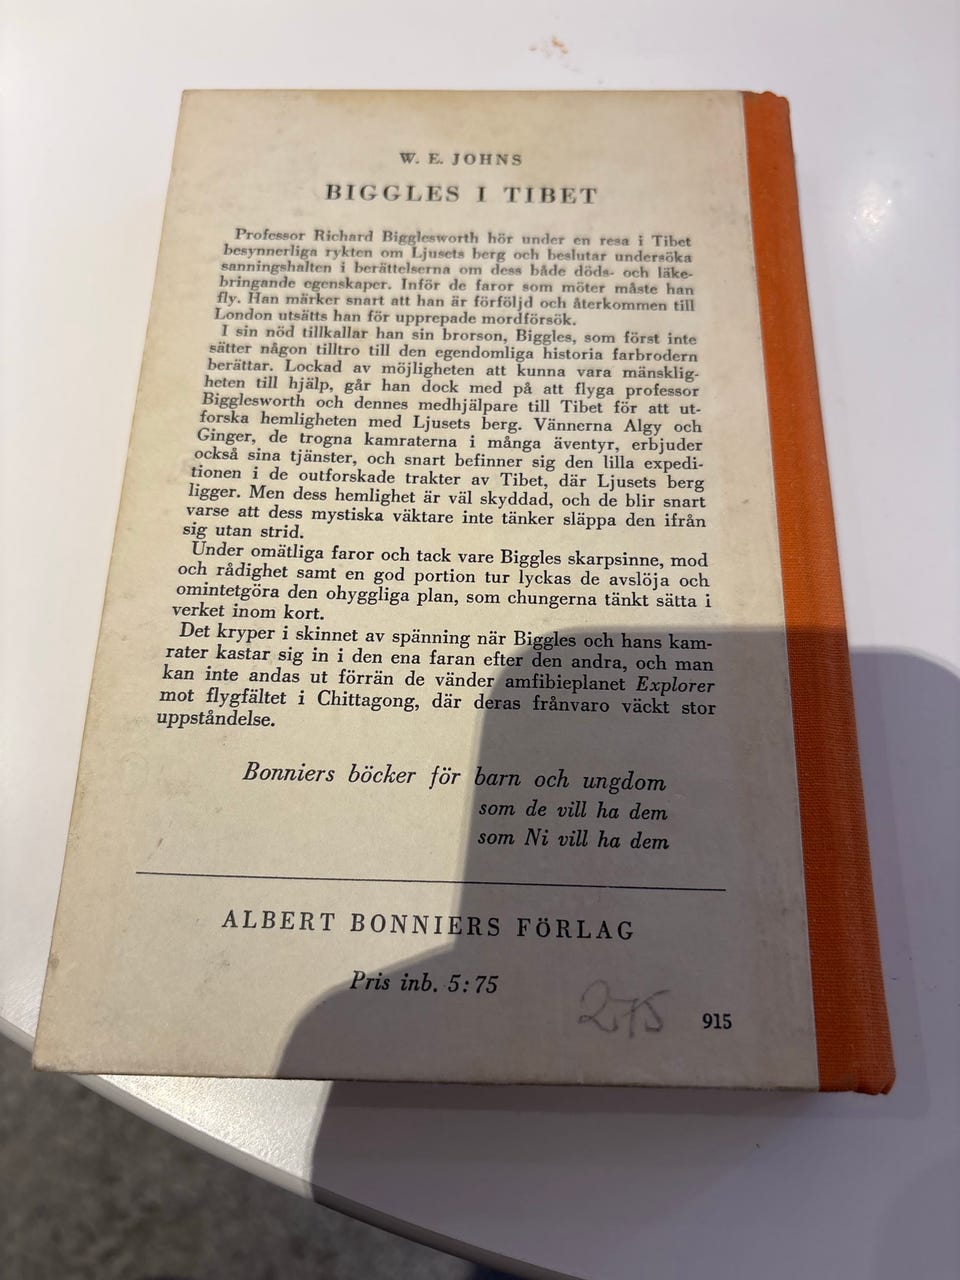 W. E. JOHNS
BIGGLES I TIBET
Professor Richard Bigglesworth hör under en resa i Tibet
besynnerliga rykten om Ljusets berg och beslutar undersöka
sanningshalten i berättelserna om dess både döds- och läke-
bringande egenskaper. Inför de faror som möter måste han
fly. Han märker snart att han är förföljd och återkommen till
London utsätts han för upprepade mordförsök.
I sin nöd tillkallar han sin brorson, Biggles, som först inte
sätter någon tilltro till den egendomliga historia farbrodern
berättar. Lockad av möjligheten att kunna vara mänsklig-
heten till hjälp, går han dock med på att flyga professor
Bigglesworth och dennes medhjälpare till Tibet för att ut-
forska hemligheten med Ljusets berg. Vännerna Algy och
Ginger, de trogna kamraterna i många äventyr, erbjuder
också sina tjänster, och snart befinner sig den lilla expedi-
tionen i de outforskade trakter av Tibet, där Ljusets berg
ligger. Men dess hemlighet är väl skyddad, och de blir snart
varse att dess mystiska väktare inte tänker släppa den ifrån
sig utan strid.
Under omätliga faror och tack vare Biggles skarpsinne, mod
och rådighet samt en god portion tur lyckas de avslöja och
omintetgöra den ohyggliga plan, som chungerna tänkt sätta i
verket inom kort.
Det kryper i skinnet av spänning när Biggles och hans kam-
rater kastar sig in i den ena faran efter den andra, och man
kan inte andas ut förrän de vänder amfibieplanet Explorer
mot flygfältet i Chittagong, där deras frånvaro väckt stor
uppståndelse.
Bonniers böcker för barn och ungdom
som de vill ha dem
som Ni vill ha dem
ALBERT BONNIERS FÖRLAG
Pris inb. 5:75
275
915